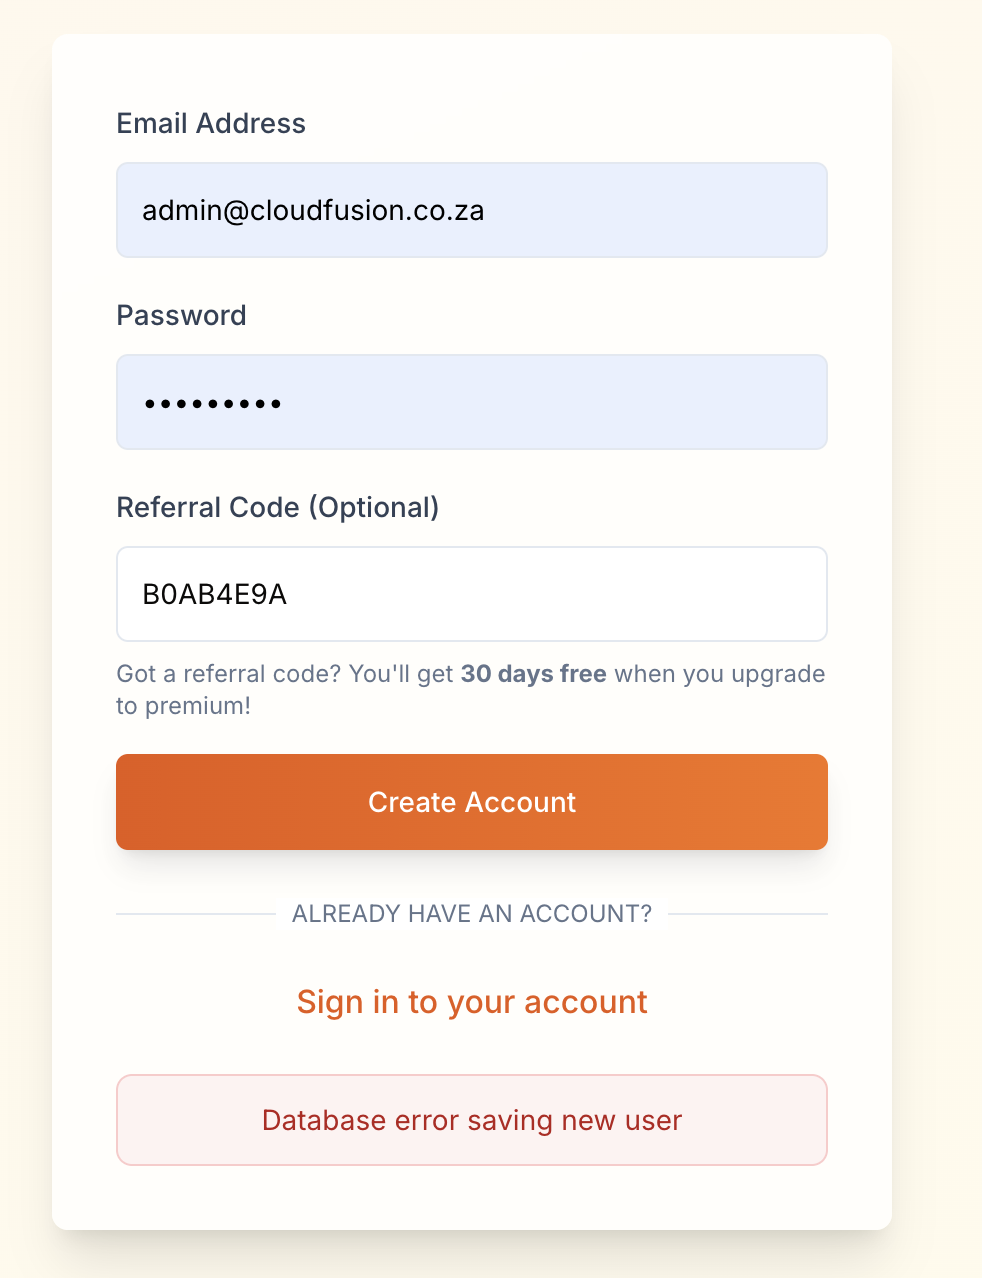 Email Address
admin@cloudfusion.co.za
Password
•••••••••
Referral Code (Optional)
B0AB4E9A
Got a referral code? You'll get 30 days free when you upgrade
to premium!
Create Account
ALREADY HAVE AN ACCOUNT?
Sign in to your account
Database error saving new user